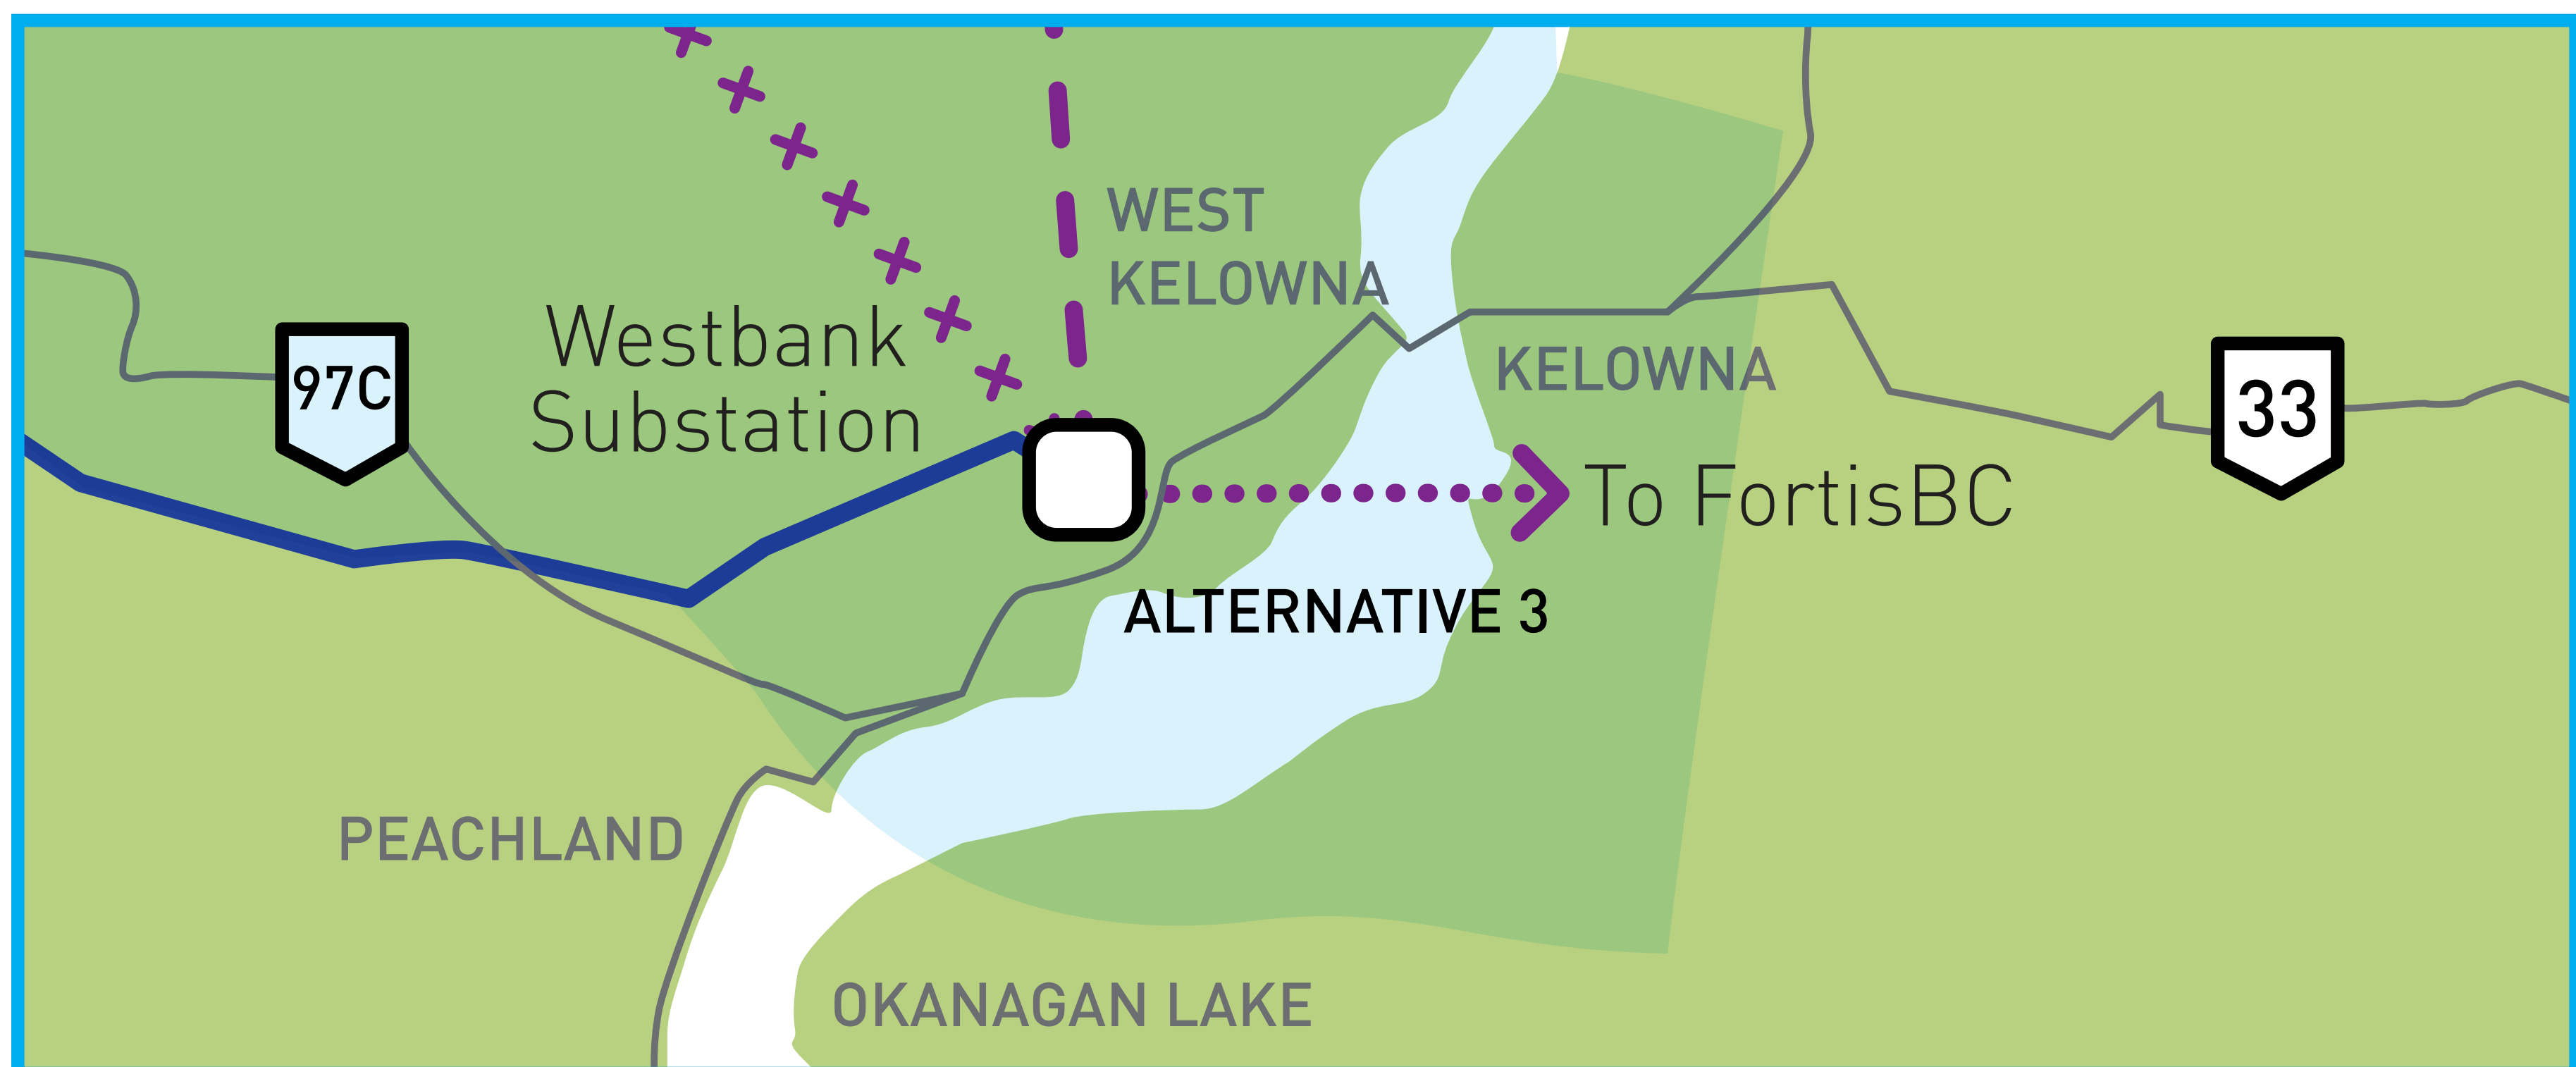 WEST
KELOWNA
Westbank
Substation
97C
KELOWNA
33
To FortisBC
ALTERNATIVE 3
PEACHLAND
OKANAGAN LAKE